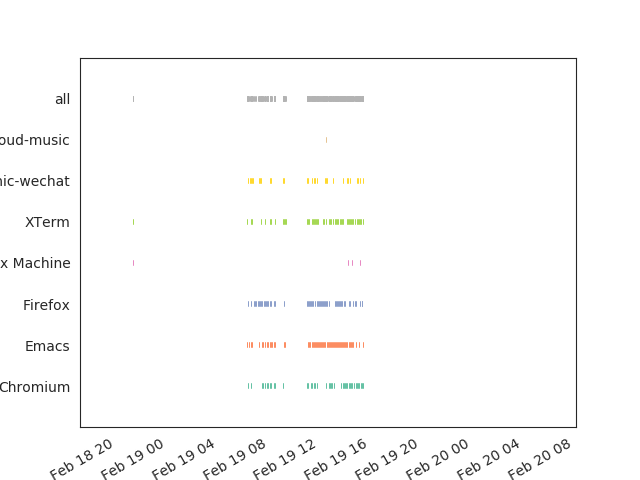 all
oud-music
nic-wechat
XTerm
x Machine
Firefox
Emacs
Chromium
Feb 18 20
Feb 19 00
Feb 19 04
Feb 19 08
Feb 19 12
Feb 19 16
Feb 19 20
Feb 20 00
Feb 20 04
Feb 20 08